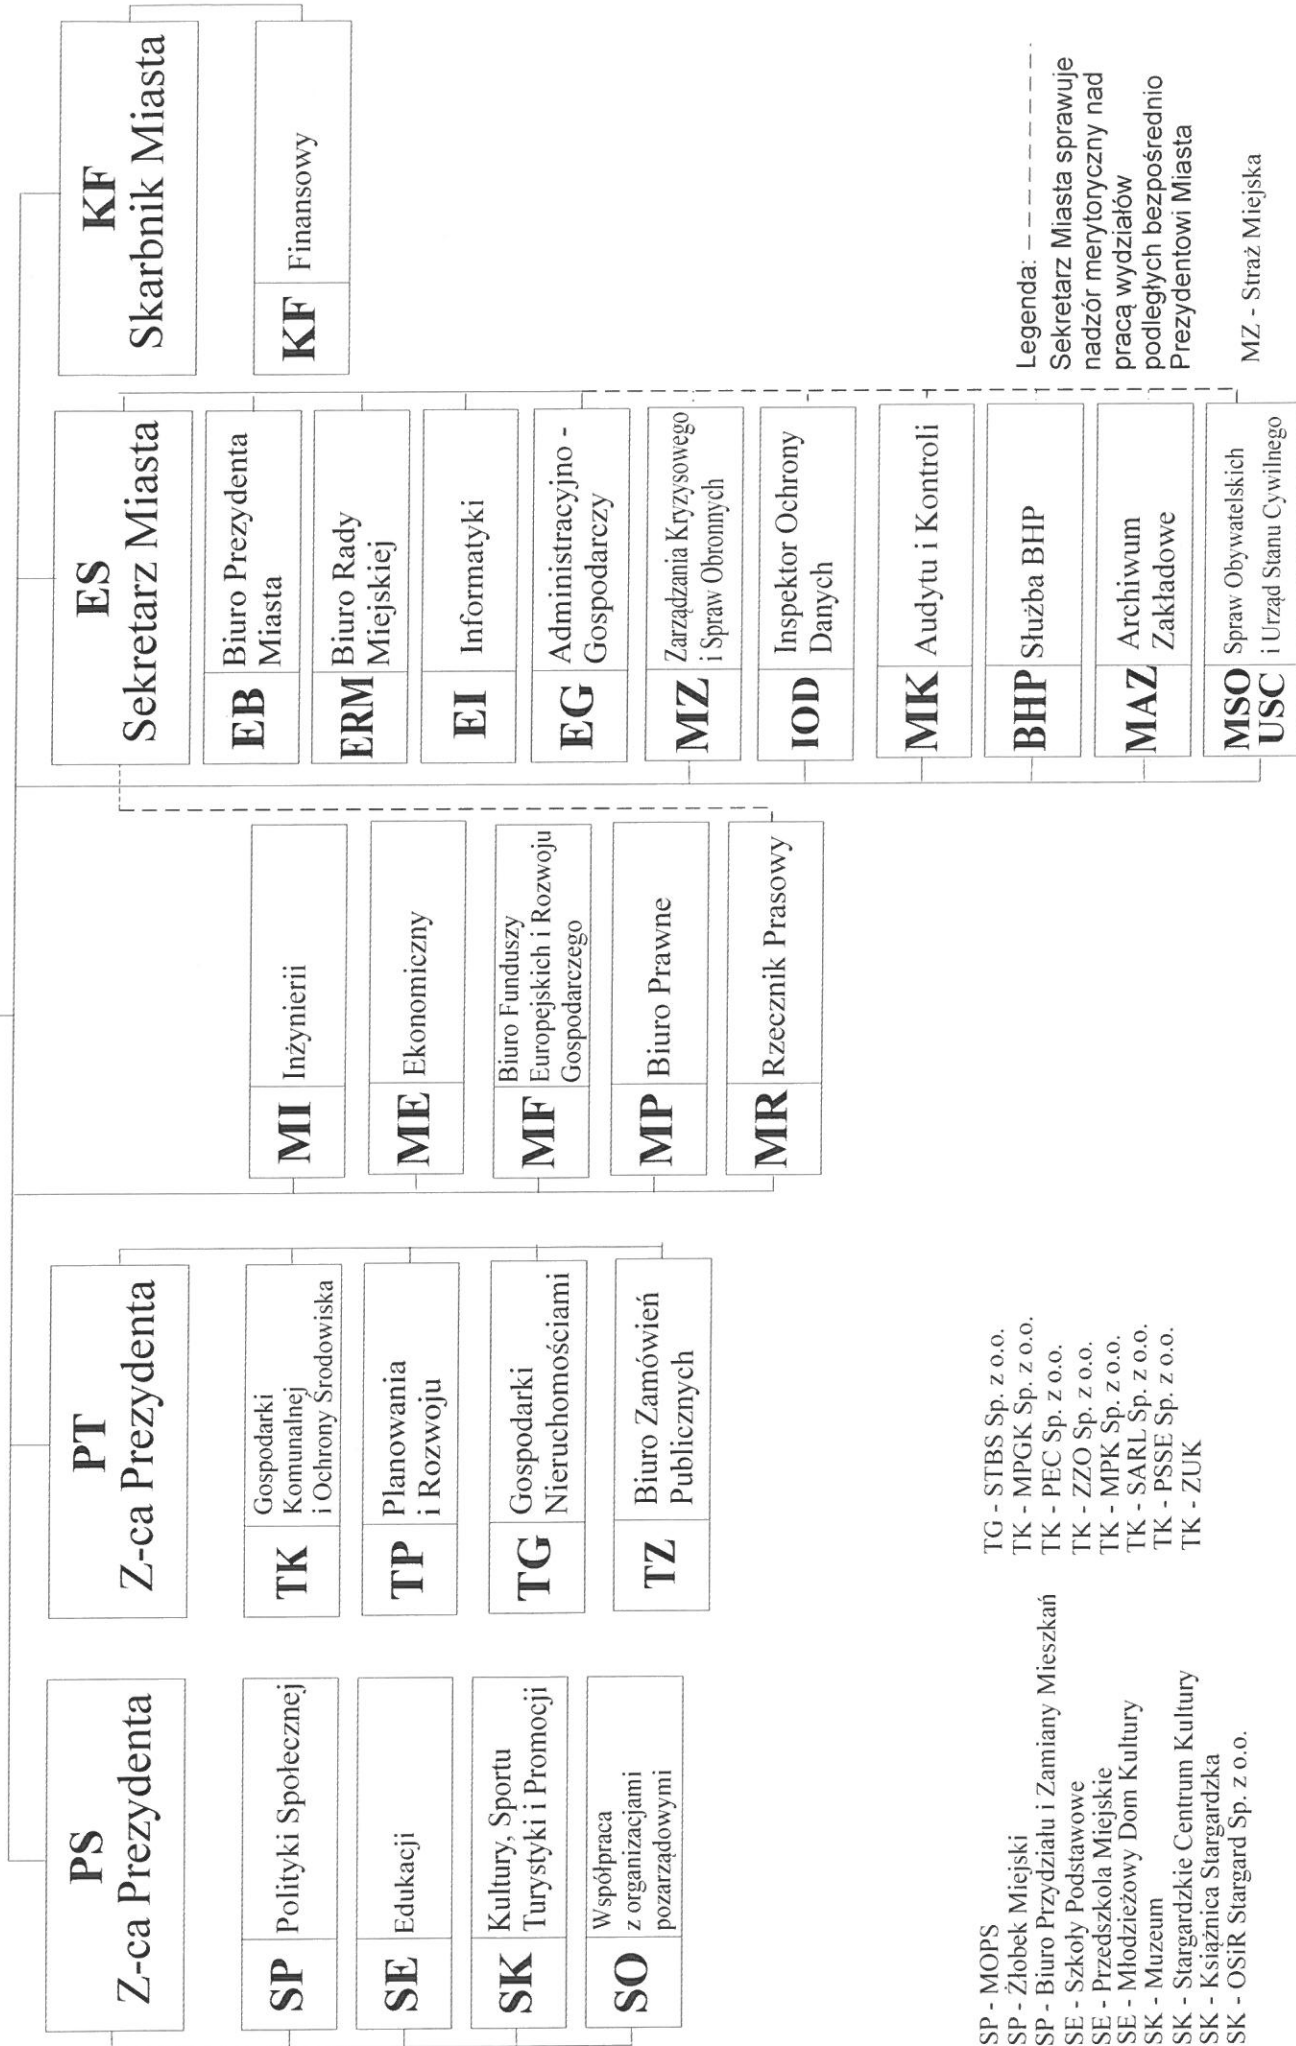 PS
Z-ca Prezydenta
SP
Polityki Społecznej
SE
Edukacji
SK
Kultury, Sportu
Turystyki i Promocji
SO
Współpraca
z organizacjami
pozarządowymi
PT
Z-ca Prezydenta
TK
Gospodarki
Komunalnej
i Ochrony Środowiska
TP
Planowania
i Rozwoju
TG
Gospodarki
Nieruchomościami
TZ
Biuro Zamówień
Publicznych
MI
Inżynierii
ME
Ekonomiczny
MF
Biuro Funduszy
Europejskich i Rozwoju
Gospodarczego
MP
Biuro Prawne
MR
Rzecznik Prasowy
ES
Sekretarz Miasta
EB
Biuro Prezydenta
Miasta
ERM
Biuro Rady
Miejskiej
EI
Informatyki
EG
Administracyjno -
Gospodarczy
MZ
Zarządzania Kryzysowego
i Spraw Obronnych
IOD
Inspektor Ochrony
Danych
MK
Audytu i Kontroli
BHP
Służba BHP
MAZ
Archiwum
Zakładowe
MSO
USC
Spraw Obywatelskich
i Urząd Stanu Cywilnego
KF
Skarbnik Miasta
KF
Finansowy
SP - MOPS
SP - Żłobek Miejski
SP - Biuro Przydziału i Zamiany Mieszkań
SE - Szkoły Podstawowe
SE - Przedszkola Miejskie
SE - Młodzieżowy Dom Kultury
SK - Muzeum
SK - Stargardzkie Centrum Kultury
SK - Książnica Stargardzka
SK - OSiR Stargard Sp. z o.o.
TG - STBS Sp. z o.o.
TK - MPGK Sp. z o.o.
TK - PEC Sp. z o.o.
TK - ZZO Sp. z o.o.
TK - MPK Sp. z o.o.
TK - SARL Sp. z o.o.
TK - PSSE Sp. z o.o.
TK - ZUK
Legenda: - - - - - - - - - - - -
Sekretarz Miasta sprawuje
nadzór merytoryczny nad
pracą wydziałów
podległych bezpośrednio
Prezydentowi Miasta
MZ - Straż Miejska